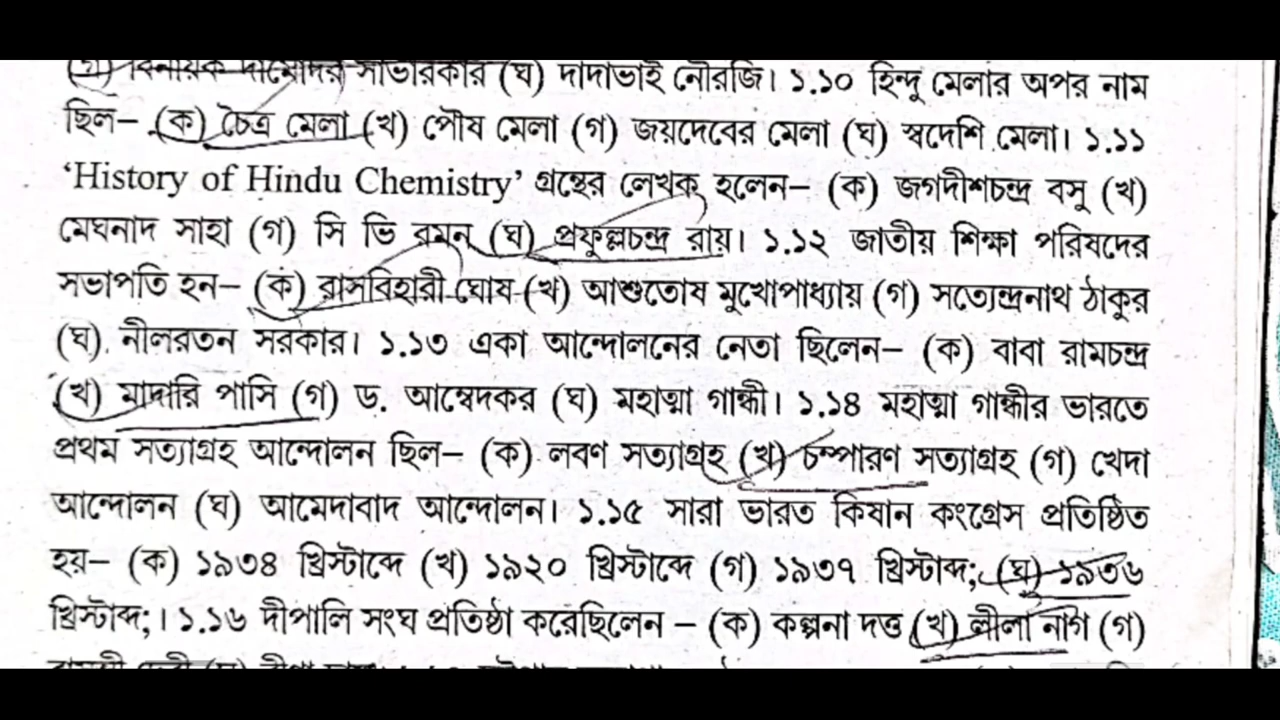 (গ) বিনায়ক দামোদর সাভারকার (ঘ) দাদাভাই নৌরজি। ১.১০ হিন্দু মেলার অপর নাম
ছিল– (ক) চৈত্র মেলা (খ) পৌষ মেলা (গ) জয়দেবের মেলা (ঘ) স্বদেশি মেলা। ১.১১
‘History of Hindu Chemistry’ গ্রন্থের লেখক হলেন– (ক) জগদীশচন্দ্র বসু (খ)
মেঘনাদ সাহা (গ) সি ভি রমন (ঘ) প্রফুল্লচন্দ্র রায়। ১.১২ জাতীয় শিক্ষা পরিষদের
সভাপতি হন– (ক) রাসবিহারী ঘোষ (খ) আশুতোষ মুখোপাধ্যায় (গ) সত্যেন্দ্রনাথ ঠাকুর
(ঘ) নীলরতন সরকার। ১.১৩ একা আন্দোলনের নেতা ছিলেন– (ক) বাবা রামচন্দ্র
(খ) মাদারি পাসি (গ) ড. আম্বেদকর (ঘ) মহাত্মা গান্ধী। ১.১৪ মহাত্মা গান্ধীর ভারতে
প্রথম সত্যাগ্রহ আন্দোলন ছিল– (ক) লবণ সত্যাগ্রহ (খ) চম্পারণ সত্যাগ্রহ (গ) খেদা
আন্দোলন (ঘ) আমেদাবাদ আন্দোলন। ১.১৫ সারা ভারত কিষান কংগ্রেস প্রতিষ্ঠিত
হয়– (ক) ১৯৩৪ খ্রিস্টাব্দে (খ) ১৯২০ খ্রিস্টাব্দে (গ) ১৯৩৭ খ্রিস্টাব্দ; (ঘ) ১৯৩৬
খ্রিস্টাব্দ;। ১.১৬ দীপালি সংঘ প্রতিষ্ঠা করেছিলেন – (ক) কল্পনা দত্ত (খ) লীলা নাগ (গ)